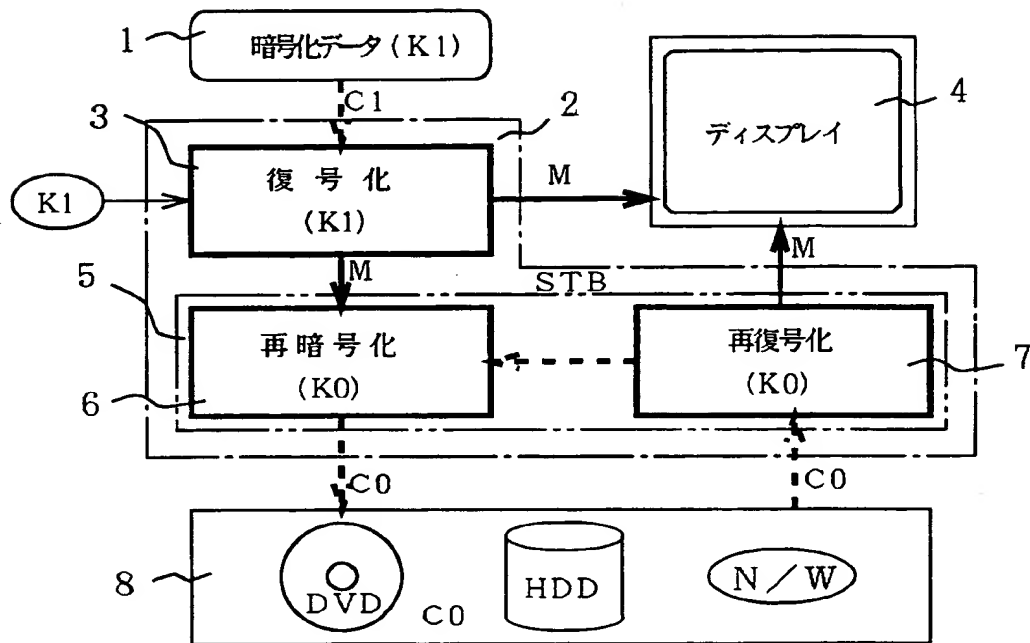 1
暗号化データ(K1)
C1
2
3
復号化
(K1)
K1
M
ディスプレイ
4
M
M
STB
5
再暗号化
(K0)
6
再復号化
(K0)
7
C0
C0
8
DVD
C0
HDD
N/W